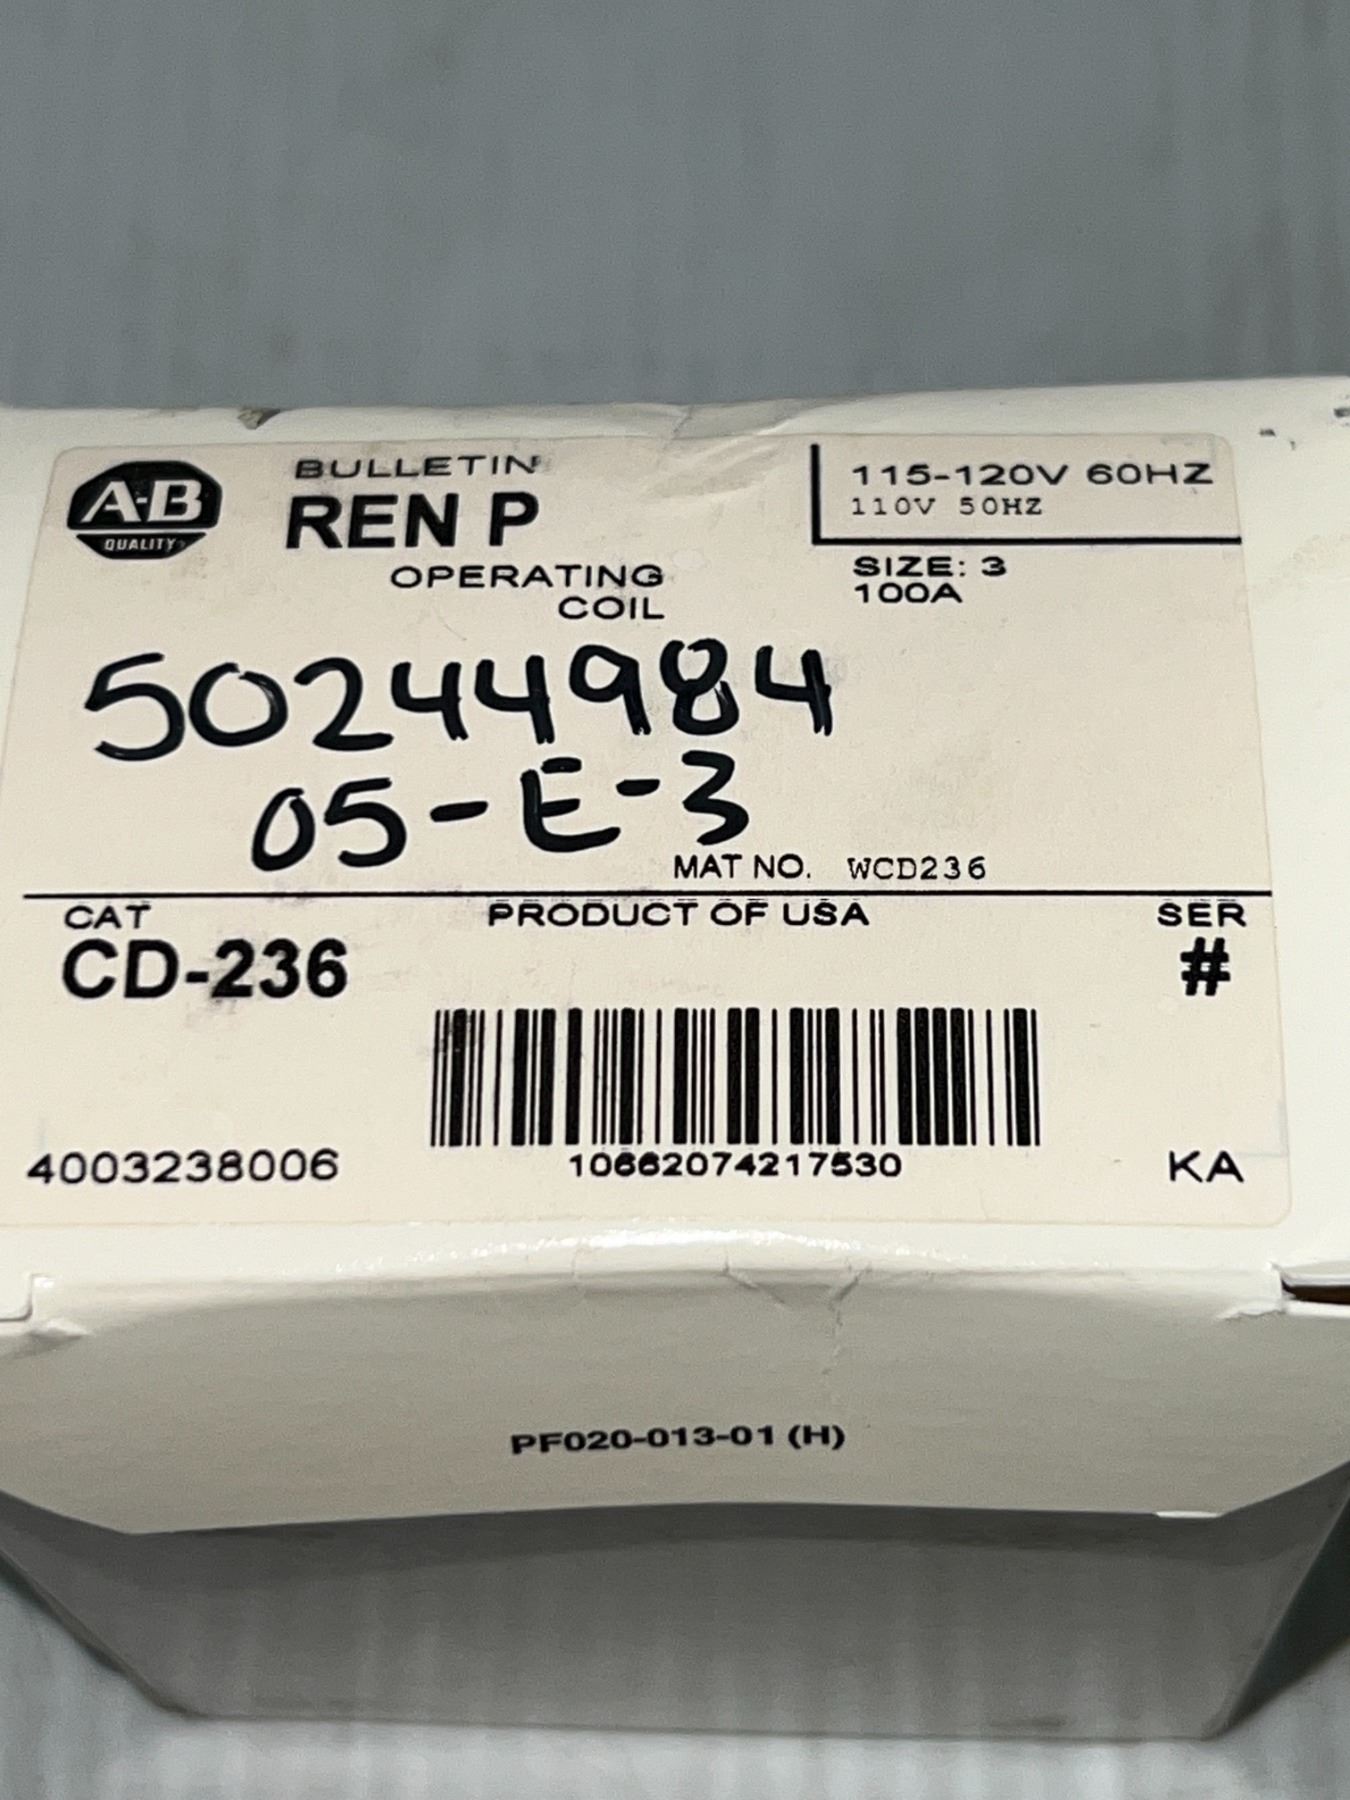 A-B
QUALITY
BULLETIN
REN P
OPERATING
COIL
115-120V 60HZ
110V 50HZ
SIZE: 3
100A
50244984
05-E-3
MAT NO. WCD236
CAT
CD-236
PRODUCT OF USA
SER
#
4003238006
10662074217530
KA
PF020-013-01 (H)